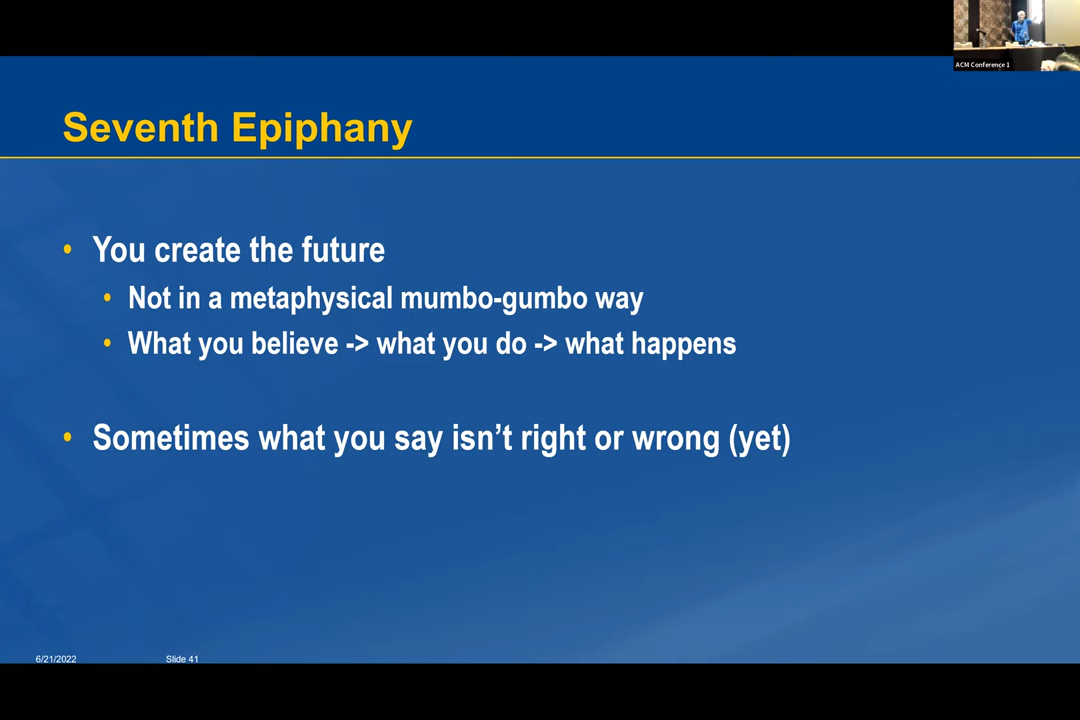 ACM Conference 1
Seventh Epiphany
• You create the future
• Not in a metaphysical mumbo-gumbo way
• What you believe -> what you do -> what happens
• Sometimes what you say isn’t right or wrong (yet)
6/21/2022 Slide 41